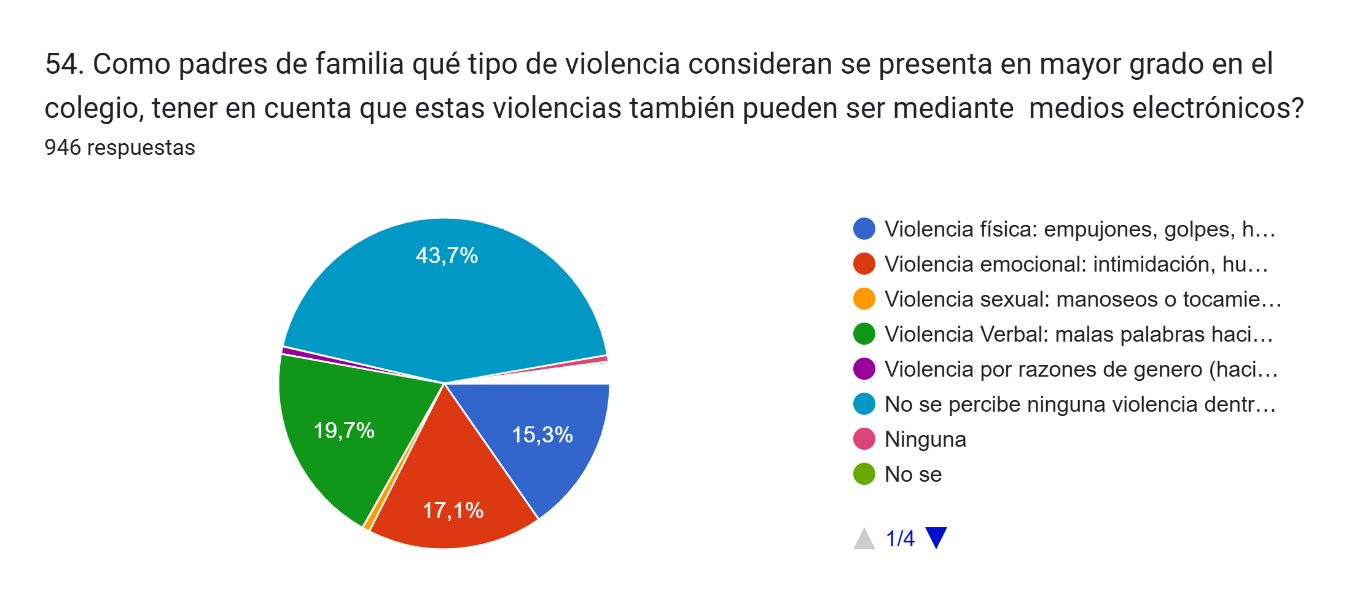 54. Como padres de familia qué tipo de violencia consideran se presenta en mayor grado en el
colegio, tener en cuenta que estas violencias también pueden ser mediante  medios electrónicos?
946 respuestas
43,7%
19,7%
15,3%
17,1%
Violencia física: empujones, golpes, h…
Violencia emocional: intimidación, hu…
Violencia sexual: manoseos o tocamie…
Violencia Verbal: malas palabras haci…
Violencia por razones de genero (haci…
No se percibe ninguna violencia dentr…
Ninguna
No se
1/4